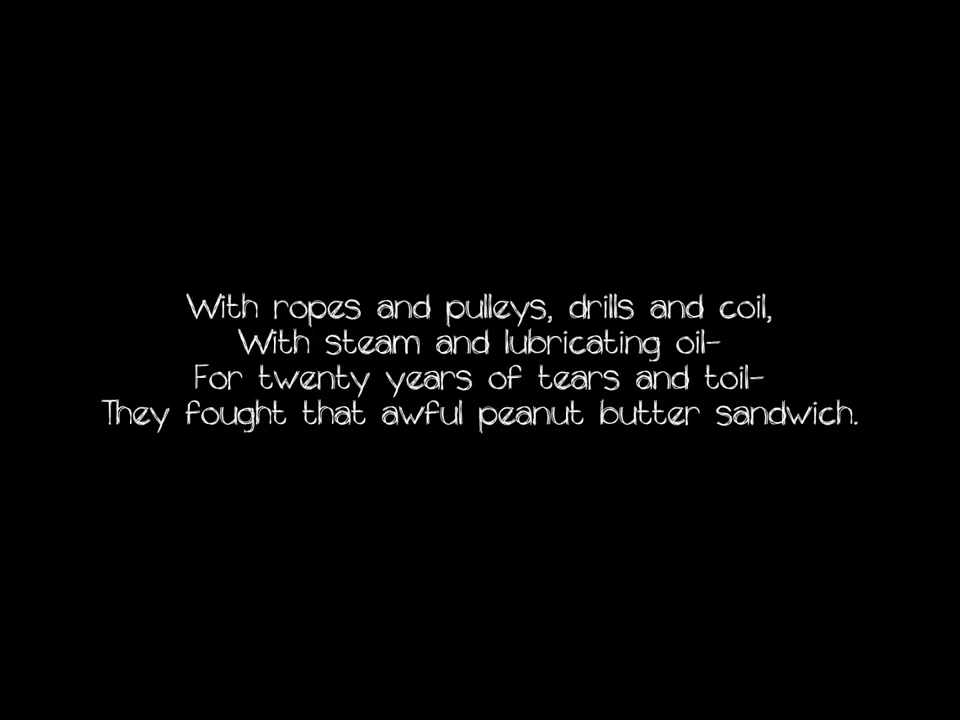 With ropes and pulleys, drills and coil,
With steam and lubricating oil-
For twenty years of tears and toil-
They fought that awful peanut butter sandwich.